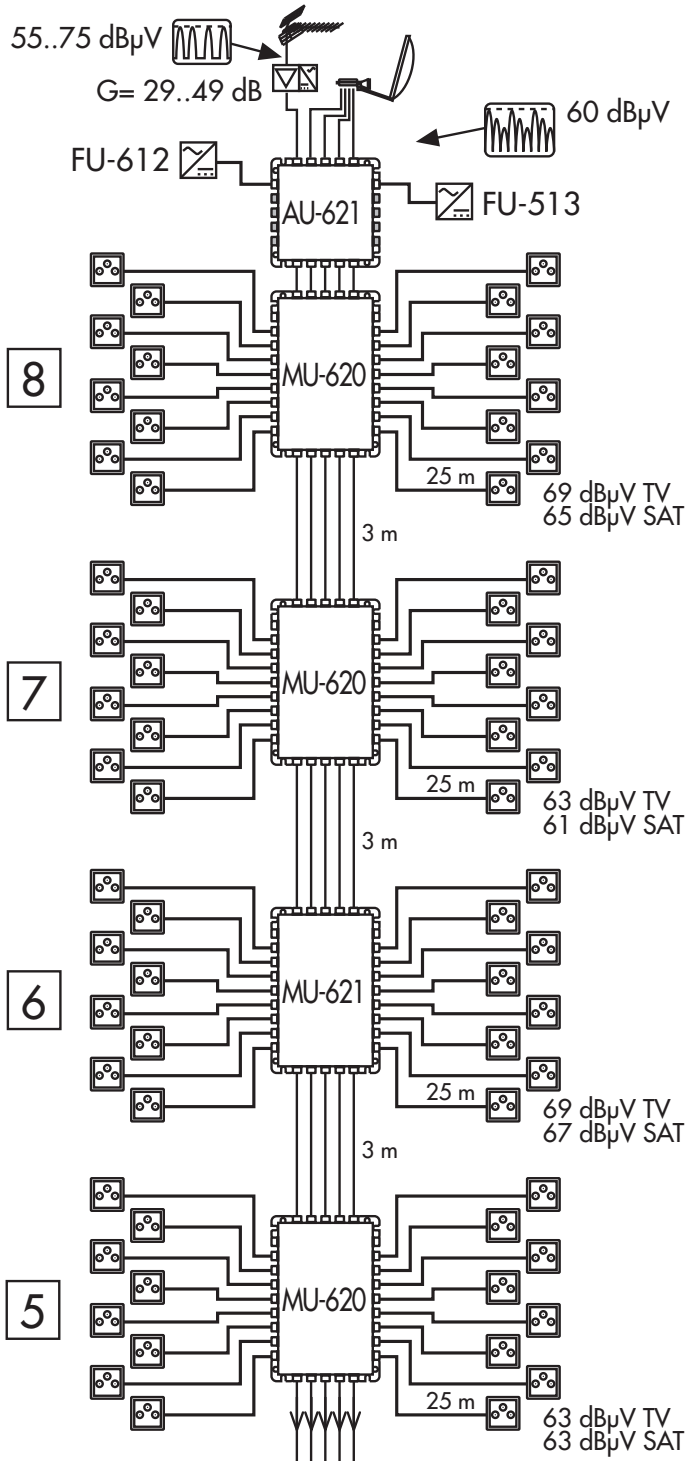 55..75 dBµV
G= 29..49 dB
60 dBµV
FU-612
AU-621
FU-513
8
MU-620
25 m
69 dBµV TV
65 dBµV SAT
3 m
7
MU-620
25 m
63 dBµV TV
61 dBµV SAT
3 m
6
MU-621
25 m
69 dBµV TV
67 dBµV SAT
3 m
5
MU-620
25 m
63 dBµV TV
63 dBµV SAT